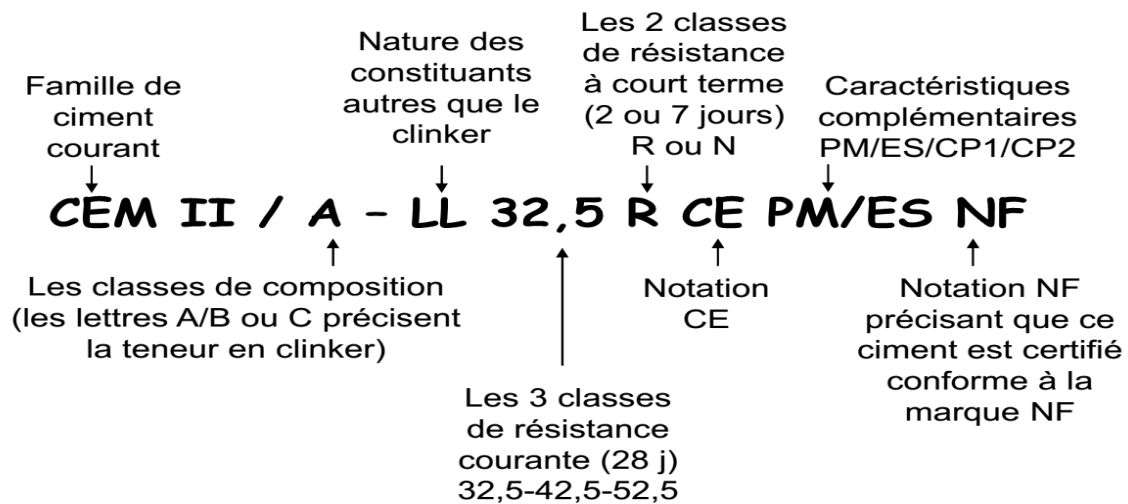 Famille de
ciment
courant
Nature des
constituants
autres que le
clinker
Les 2 classes
de résistance
à court terme
(2 ou 7 jours)
R ou N
Caractéristiques
complémentaires
PM/ES/CP1/CP2
CEM II / A - LL 32,5 R CE PM/ES NF
Les classes de composition
(les lettres A/B ou C précisent
la teneur en clinker)
Les 3 classes
de résistance
courante (28 j)
32,5-42,5-52,5
Notation
CE
Notation NF
précisant que ce
ciment est certifié
conforme à la
marque NF